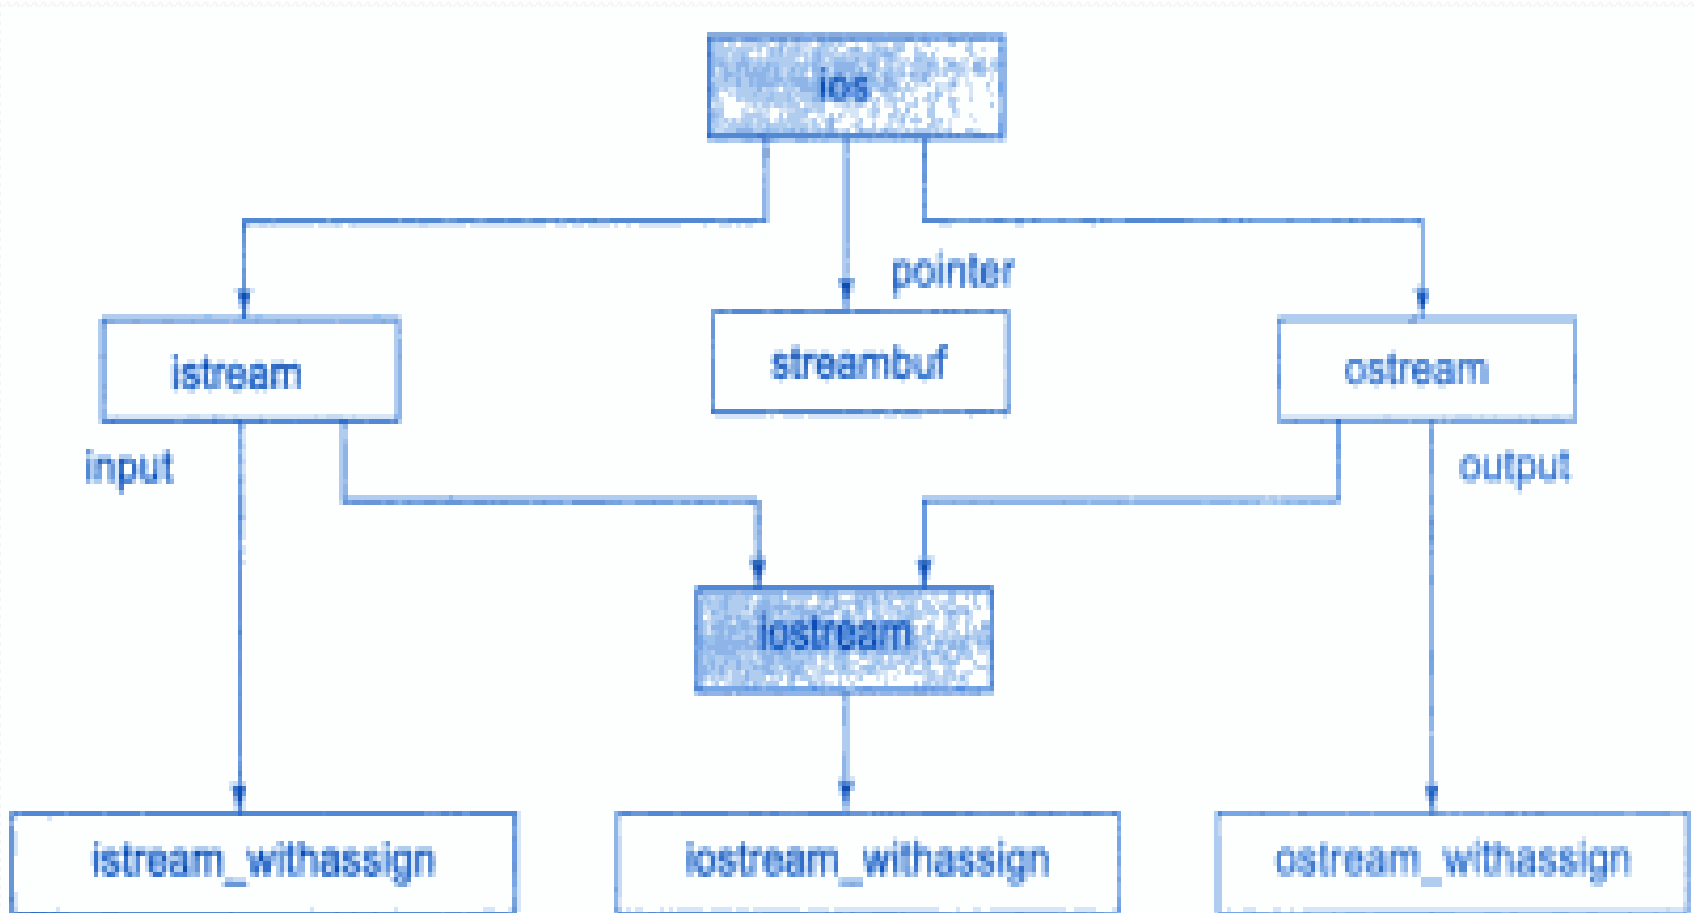 ios
pointer
istream
streambuf
ostream
input
output
iostream
istream_withassign
iostream_withassign
ostream_withassign